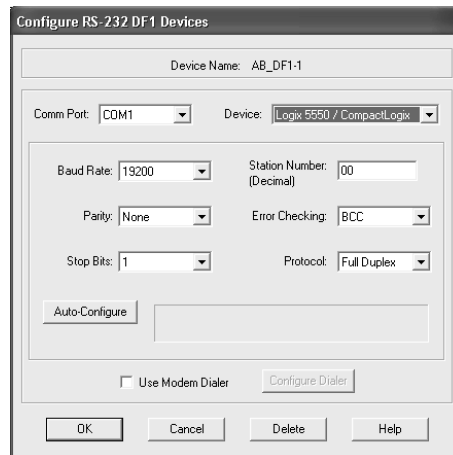 Configure RS-232 DF1 Devices
Device Name: AB_DF1-1
Comm Port: COM1 Device: Logix 5550 / CompactLogix
Baud Rate: 19200 Station Number: 00
(Decimal)
Parity: None Error Checking: BCC
Stop Bits: 1 Protocol: Full Duplex
Auto-Configure
Use Modem Dialer Configure Dialer
OK Cancel Delete Help